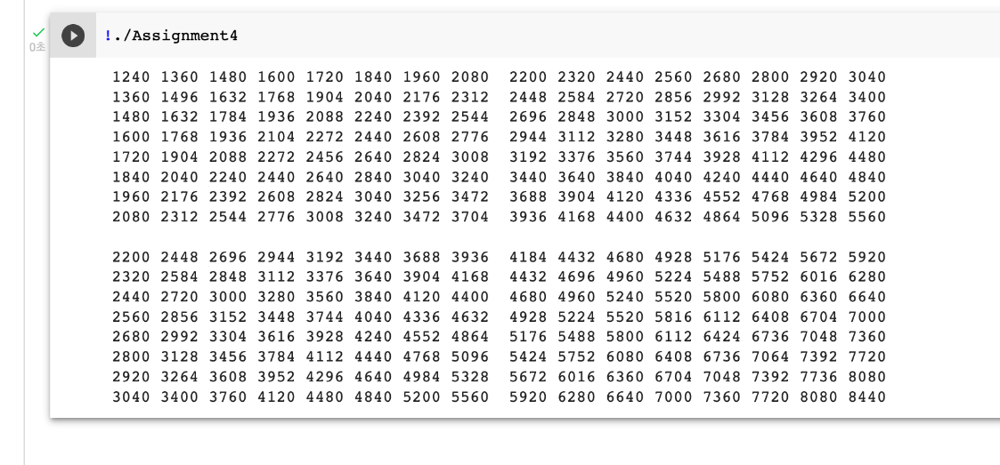 !./Assignment4
0초
1240 1360 1480 1600 1720 1840 1960 2080 2200 2320 2440 2560 2680 2800 2920 3040
1360 1496 1632 1768 1904 2040 2176 2312 2448 2584 2720 2856 2992 3128 3264 3400
1480 1632 1784 1936 2088 2240 2392 2544 2696 2848 3000 3152 3304 3456 3608 3760
1600 1768 1936 2104 2272 2440 2608 2776 2944 3112 3280 3448 3616 3784 3952 4120
1720 1904 2088 2272 2456 2640 2824 3008 3192 3376 3560 3744 3928 4112 4296 4480
1840 2040 2240 2440 2640 2840 3040 3240 3440 3640 3840 4040 4240 4440 4640 4840
1960 2176 2392 2608 2824 3040 3256 3472 3688 3904 4120 4336 4552 4768 4984 5200
2080 2312 2544 2776 3008 3240 3472 3704 3936 4168 4400 4632 4864 5096 5328 5560
2200 2448 2696 2944 3192 3440 3688 3936 4184 4432 4680 4928 5176 5424 5672 5920
2320 2584 2848 3112 3376 3640 3904 4168 4432 4696 4960 5224 5488 5752 6016 6280
2440 2720 3000 3280 3560 3840 4120 4400 4680 4960 5240 5520 5800 6080 6360 6640
2560 2856 3152 3448 3744 4040 4336 4632 4928 5224 5520 5816 6112 6408 6704 7000
2680 2992 3304 3616 3928 4240 4552 4864 5176 5488 5800 6112 6424 6736 7048 7360
2800 3128 3456 3784 4112 4440 4768 5096 5424 5752 6080 6408 6736 7064 7392 7720
2920 3264 3608 3952 4296 4640 4984 5328 5672 6016 6360 6704 7048 7392 7736 8080
3040 3400 3760 4120 4480 4840 5200 5560 5920 6280 6640 7000 7360 7720 8080 8440